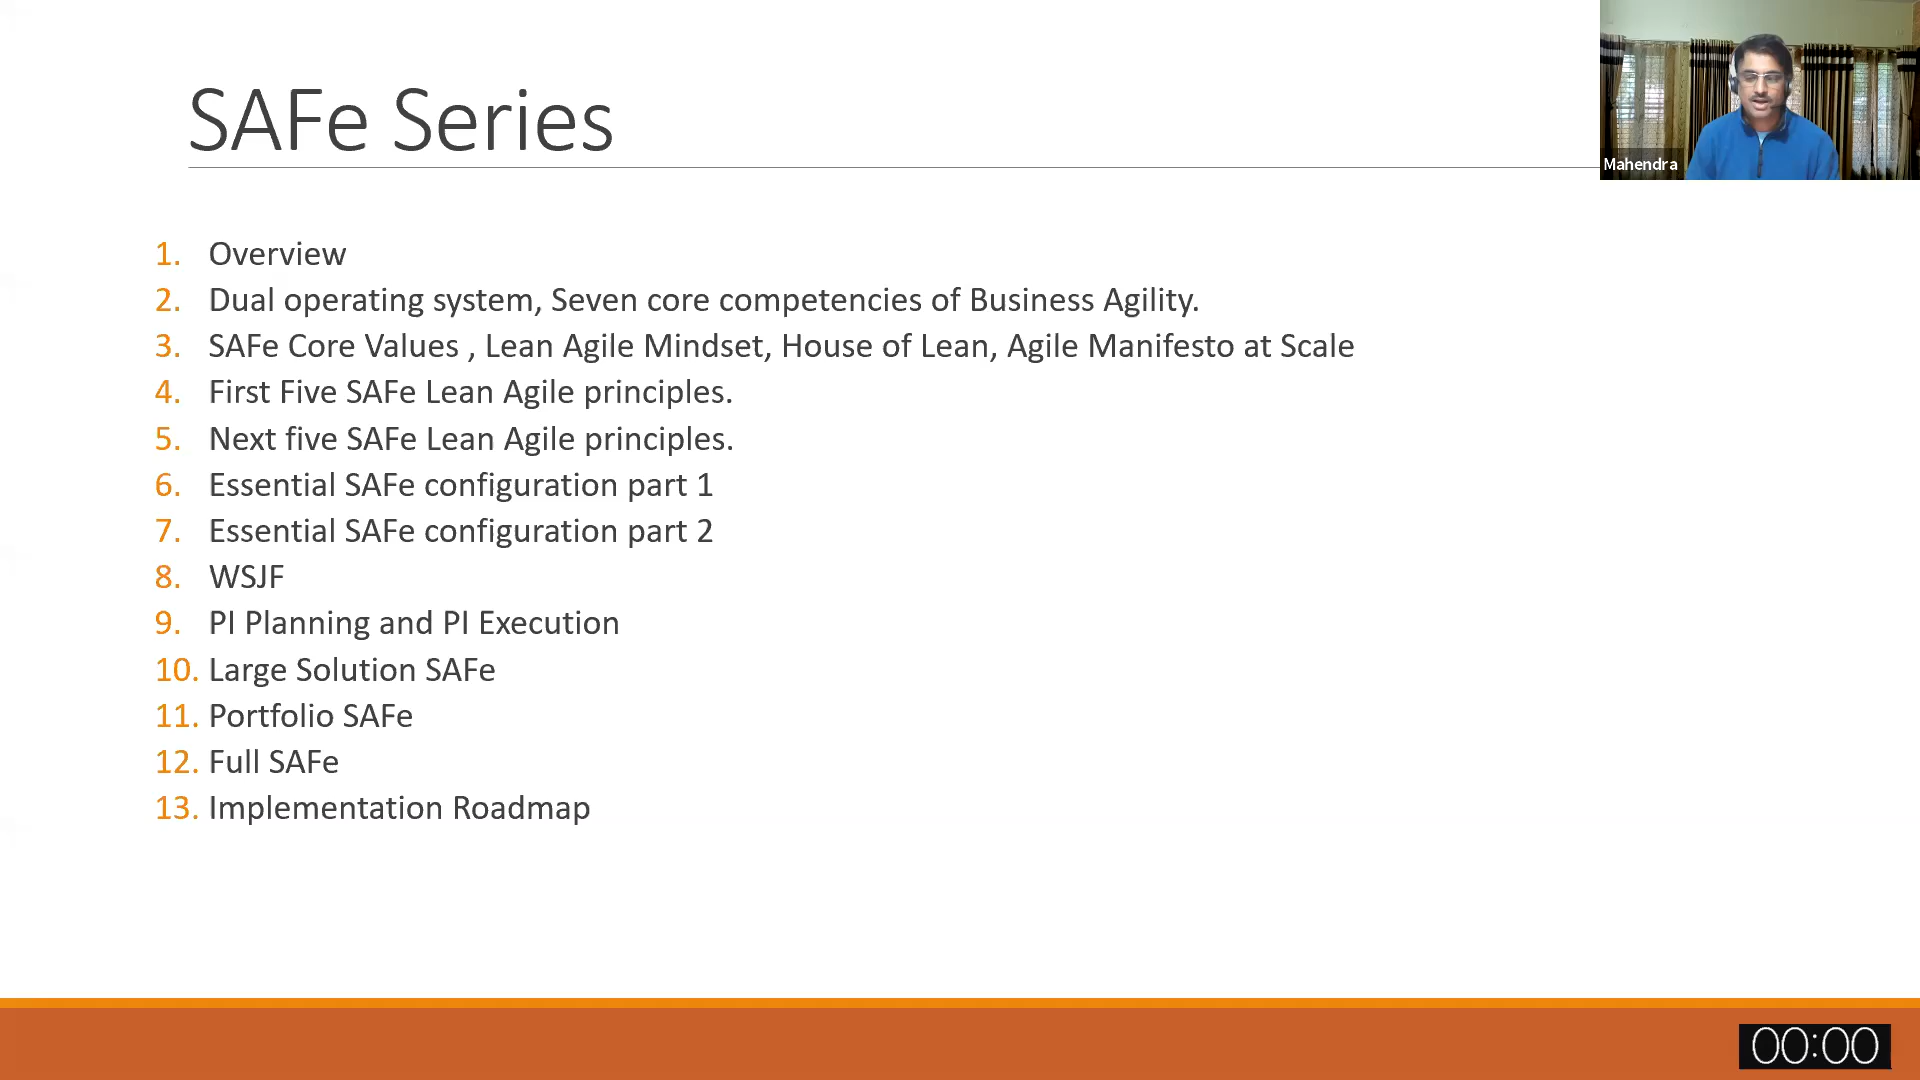 SAFe Series
Mahendra
1. Overview
2. Dual operating system, Seven core competencies of Business Agility.
3. SAFe Core Values , Lean Agile Mindset, House of Lean, Agile Manifesto at Scale
4. First Five SAFe Lean Agile principles.
5. Next five SAFe Lean Agile principles.
6. Essential SAFe configuration part 1
7. Essential SAFe configuration part 2
8. WSJF
9. PI Planning and PI Execution
10. Large Solution SAFe
11. Portfolio SAFe
12. Full SAFe
13. Implementation Roadmap
00:00